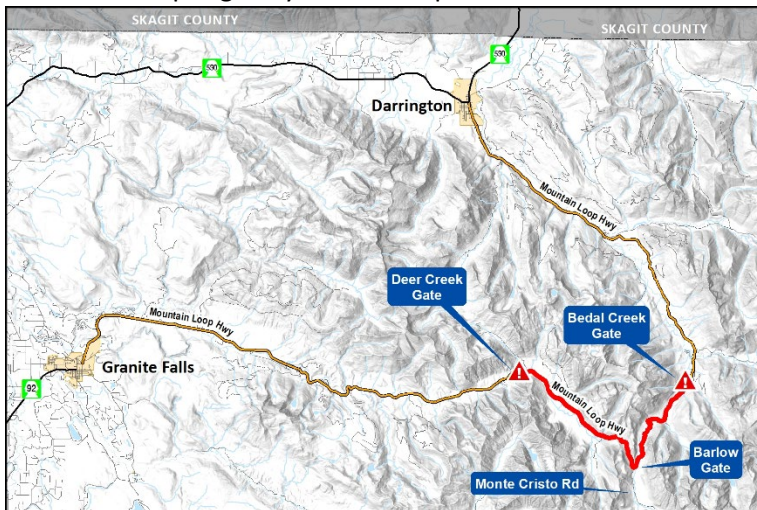 SKAGIT COUNTY
SKAGIT COUNTY
530
530
Darrington
Mountain Loop Hwy
Deer Creek
Gate
Bedal Creek
Gate
Mountain Loop Hwy
Granite Falls
92
Mountain Loop Hwy
Barlow
Gate
Monte Cristo Rd